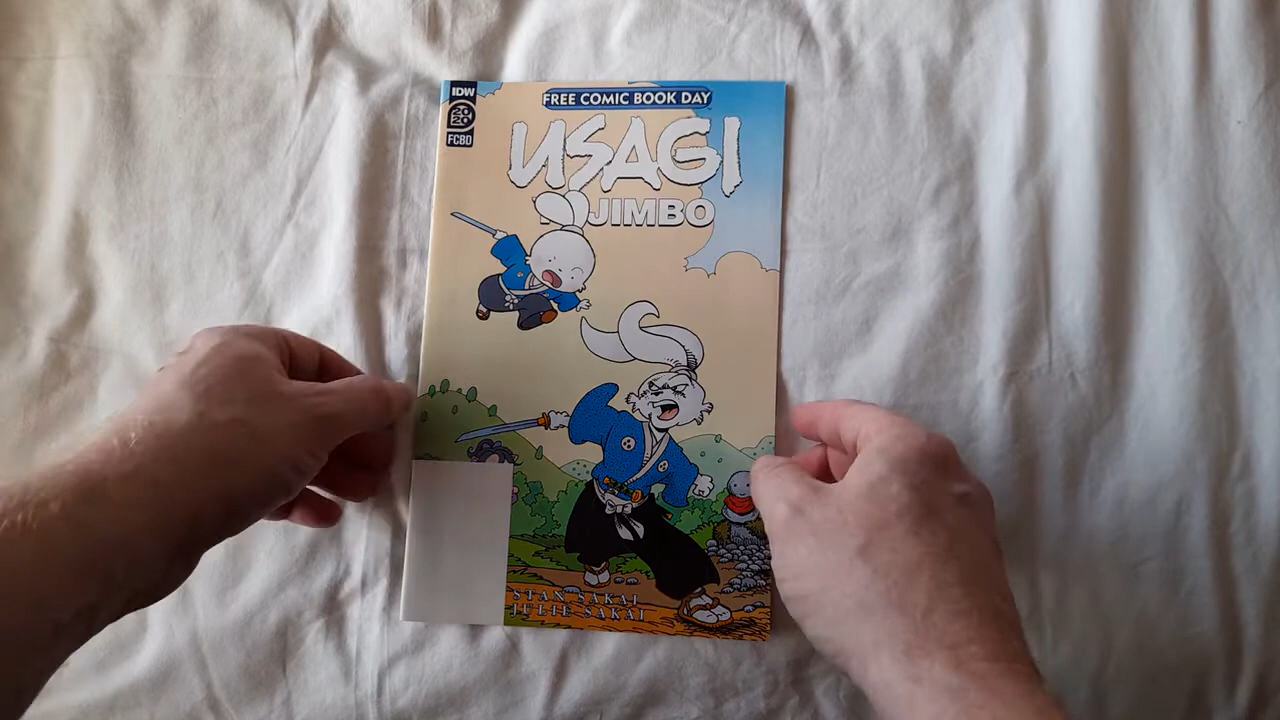 IDW
2020
FCBD
FREE COMIC BOOK DAY
USAGI
JIMBO
STAN SAKAI
JULIE SAKAI